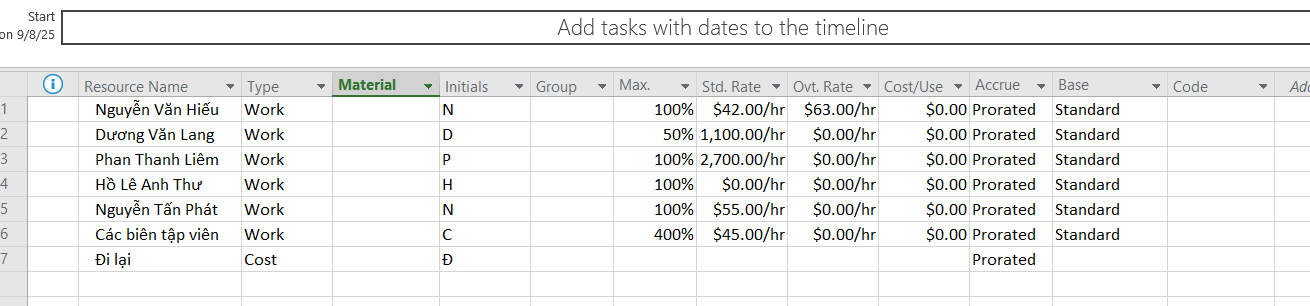 Start
on 9/8/25
Add tasks with dates to the timeline
Resource Name Type Material Initials Group Max. Std. Rate Ovt. Rate Cost/Use Accrue Base Code Add
1 Nguyễn Văn Hiếu Work N 100% $42.00/hr $63.00/hr $0.00 Prorated Standard
2 Dương Văn Lang Work D 50% 1,100.00/hr $0.00/hr $0.00 Prorated Standard
3 Phan Thanh Liêm Work P 100% 2,700.00/hr $0.00/hr $0.00 Prorated Standard
4 Hồ Lê Anh Thư Work H 100% $0.00/hr $0.00/hr $0.00 Prorated Standard
5 Nguyễn Tấn Phát Work N 100% $55.00/hr $0.00/hr $0.00 Prorated Standard
6 Các biên tập viên Work C 400% $45.00/hr $0.00/hr $0.00 Prorated Standard
7 Đi lại Cost Đ Prorated